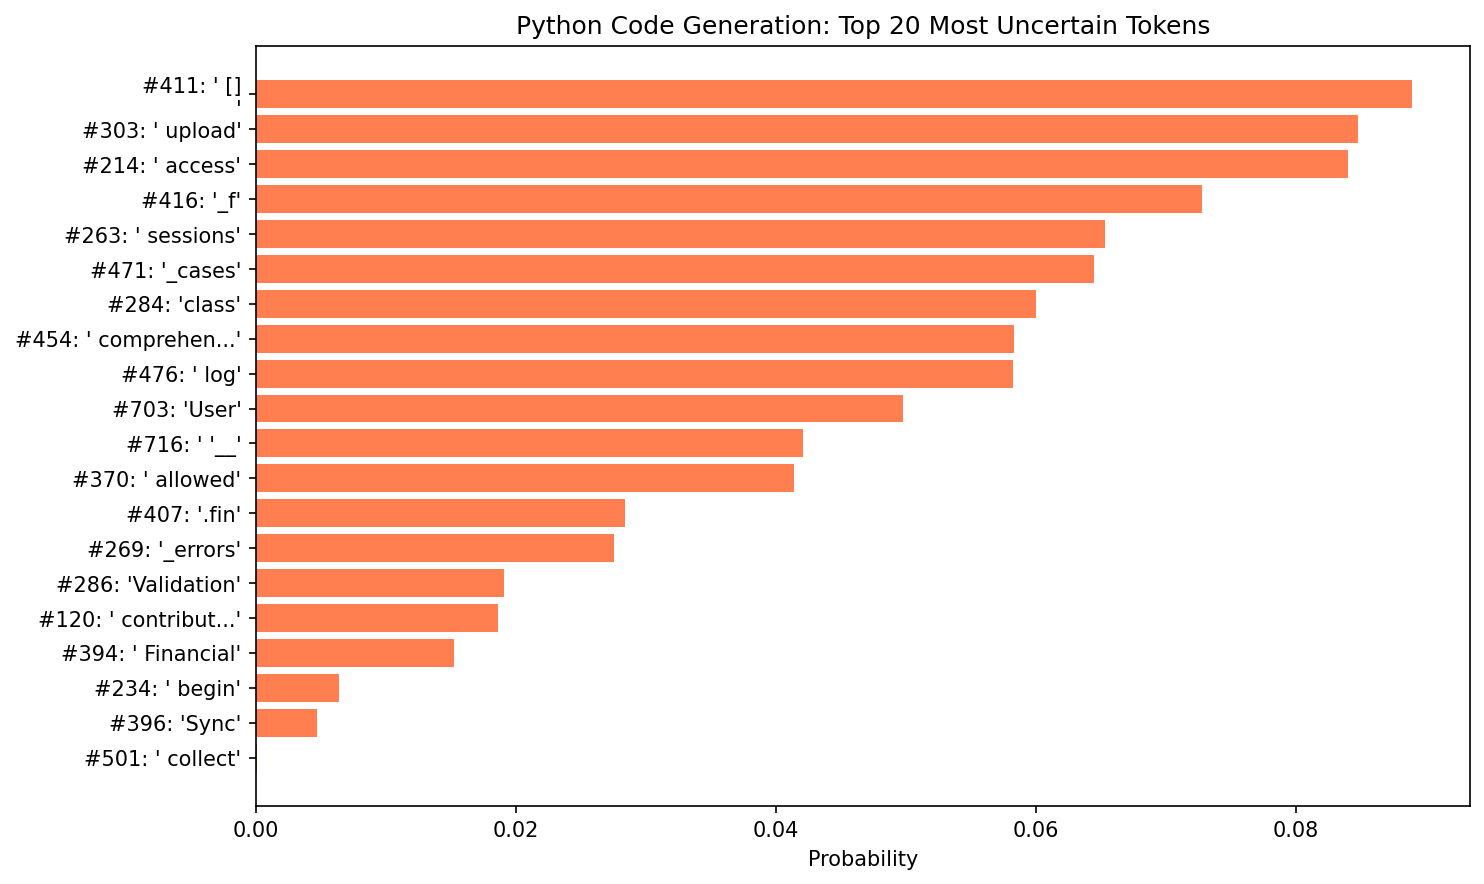 Python Code Generation: Top 20 Most Uncertain Tokens
#411: ' []
'
#303: ' upload'
#214: ' access'
#416: '_f'
#263: ' sessions'
#471: '_cases'
#284: 'class'
#454: ' comprehen...'
#476: ' log'
#703: 'User'
#716: ' '__'
#370: ' allowed'
#407: '.fin'
#269: '_errors'
#286: 'Validation'
#120: ' contribut...'
#394: ' Financial'
#234: ' begin'
#396: 'Sync'
#501: ' collect'
0.00 0.02 0.04 0.06 0.08
Probability